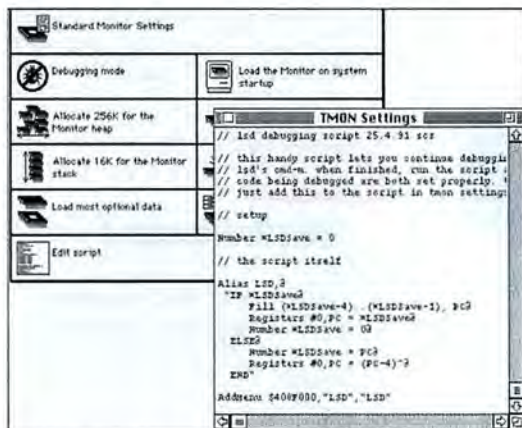 Standard Monitor Settings
Debugging mode
Load the Monitor on system
startup
Allocate 256K for the
Monitor heap
Allocate 16K for the Monitor
stack
Load most optional data
Edit script
TMON Settings
// lsd debugging script 25.4.91 scs
// this handy script lets you continue debuggin
// lsd's cmd-m. when finished, run the script
// code being debugged are both set properly.
// just add this to the script in tmon settings
// setup
Number *LSDSave = 0
// the script itself
Alias LSD,∂
"IF *LSDSave∂
Fill (*LSDSave-4) .(*LSDSave-1), PC∂
Registers #0,PC = *LSDSave∂
Number *LSDSave = 0∂
ELSE∂
Number *LSDSave = PC∂
Registers #0,PC = (PC-4)^∂
END"
AddMenu $408F000,"LSD","LSD"